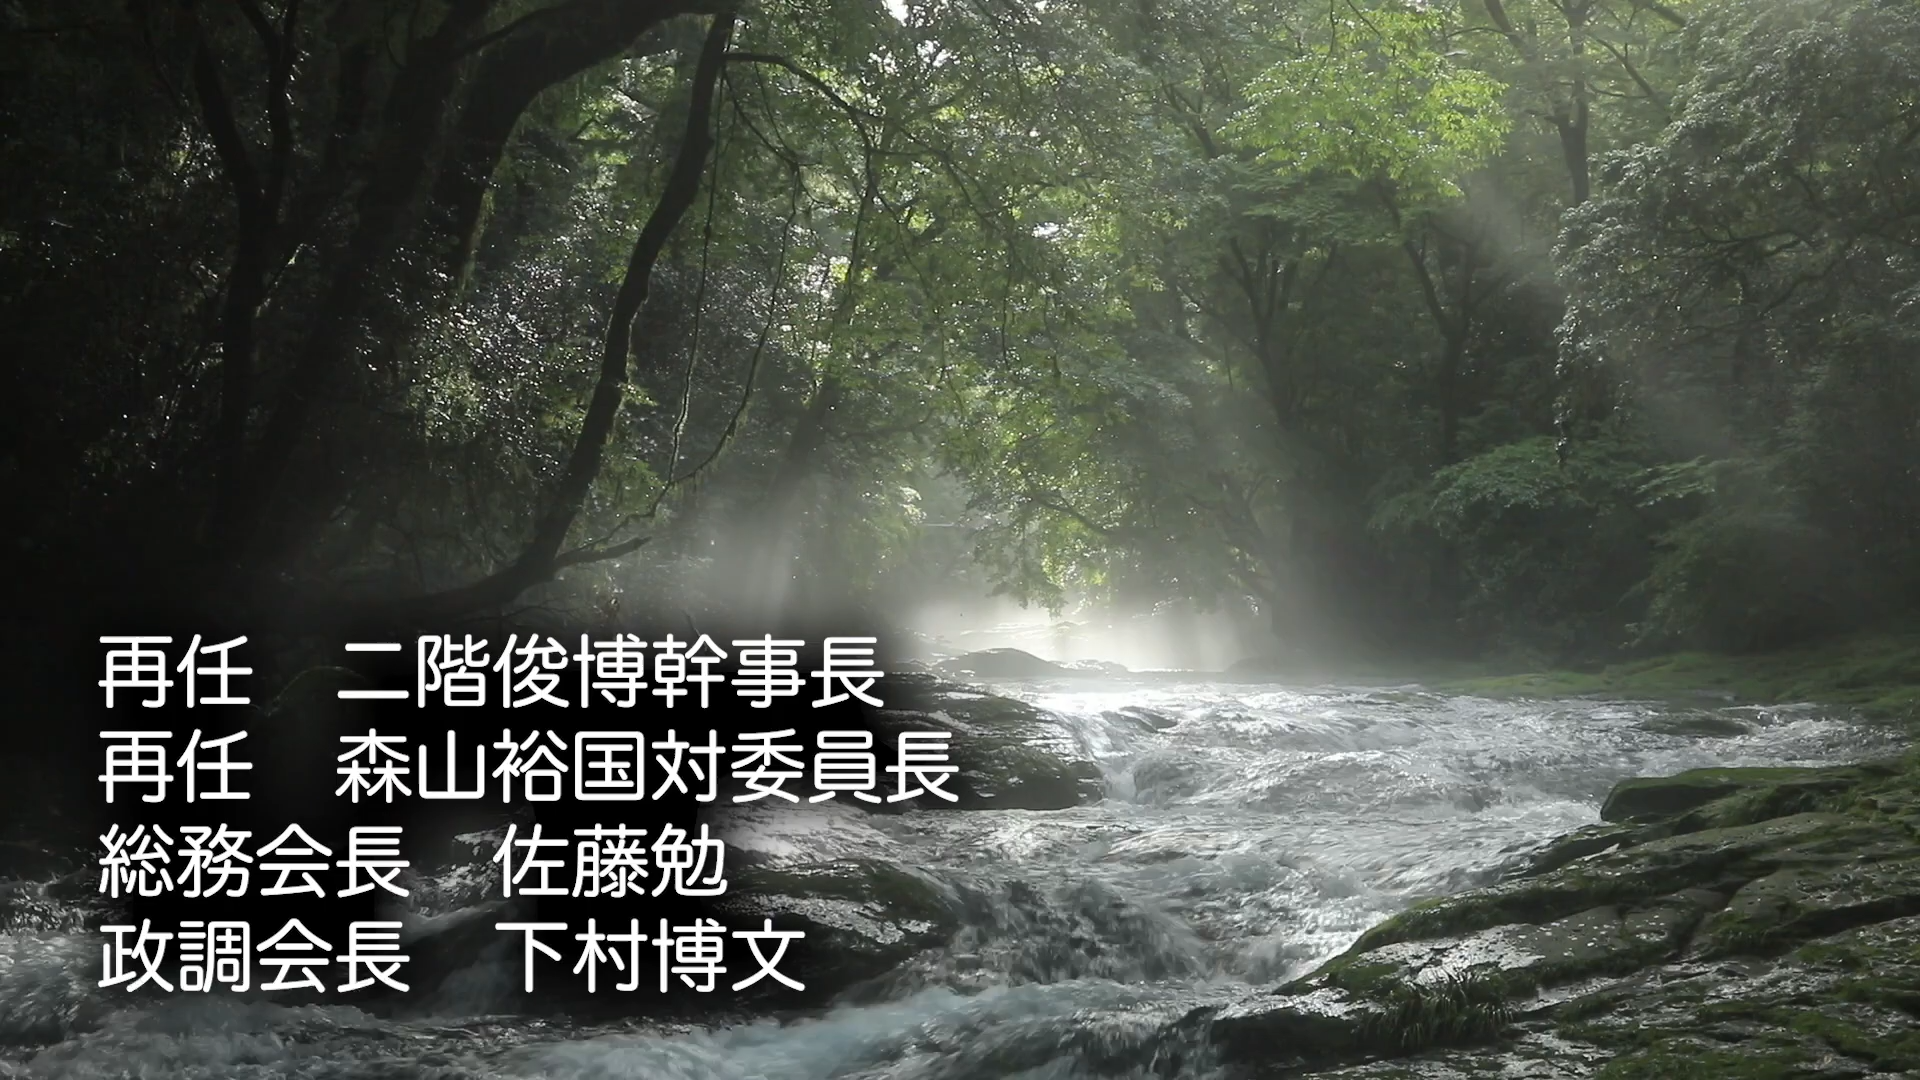 再任　二階俊博幹事長
再任　森山裕国対委員長
総務会長　佐藤勉
政調会長　下村博文